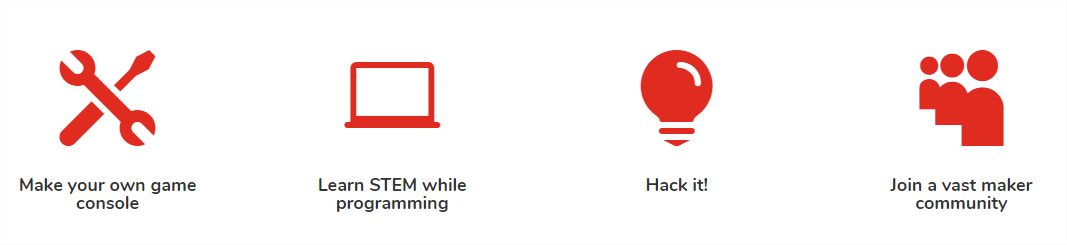 Make your own game
console
Learn STEM while
programming
Hack it!
Join a vast maker
community